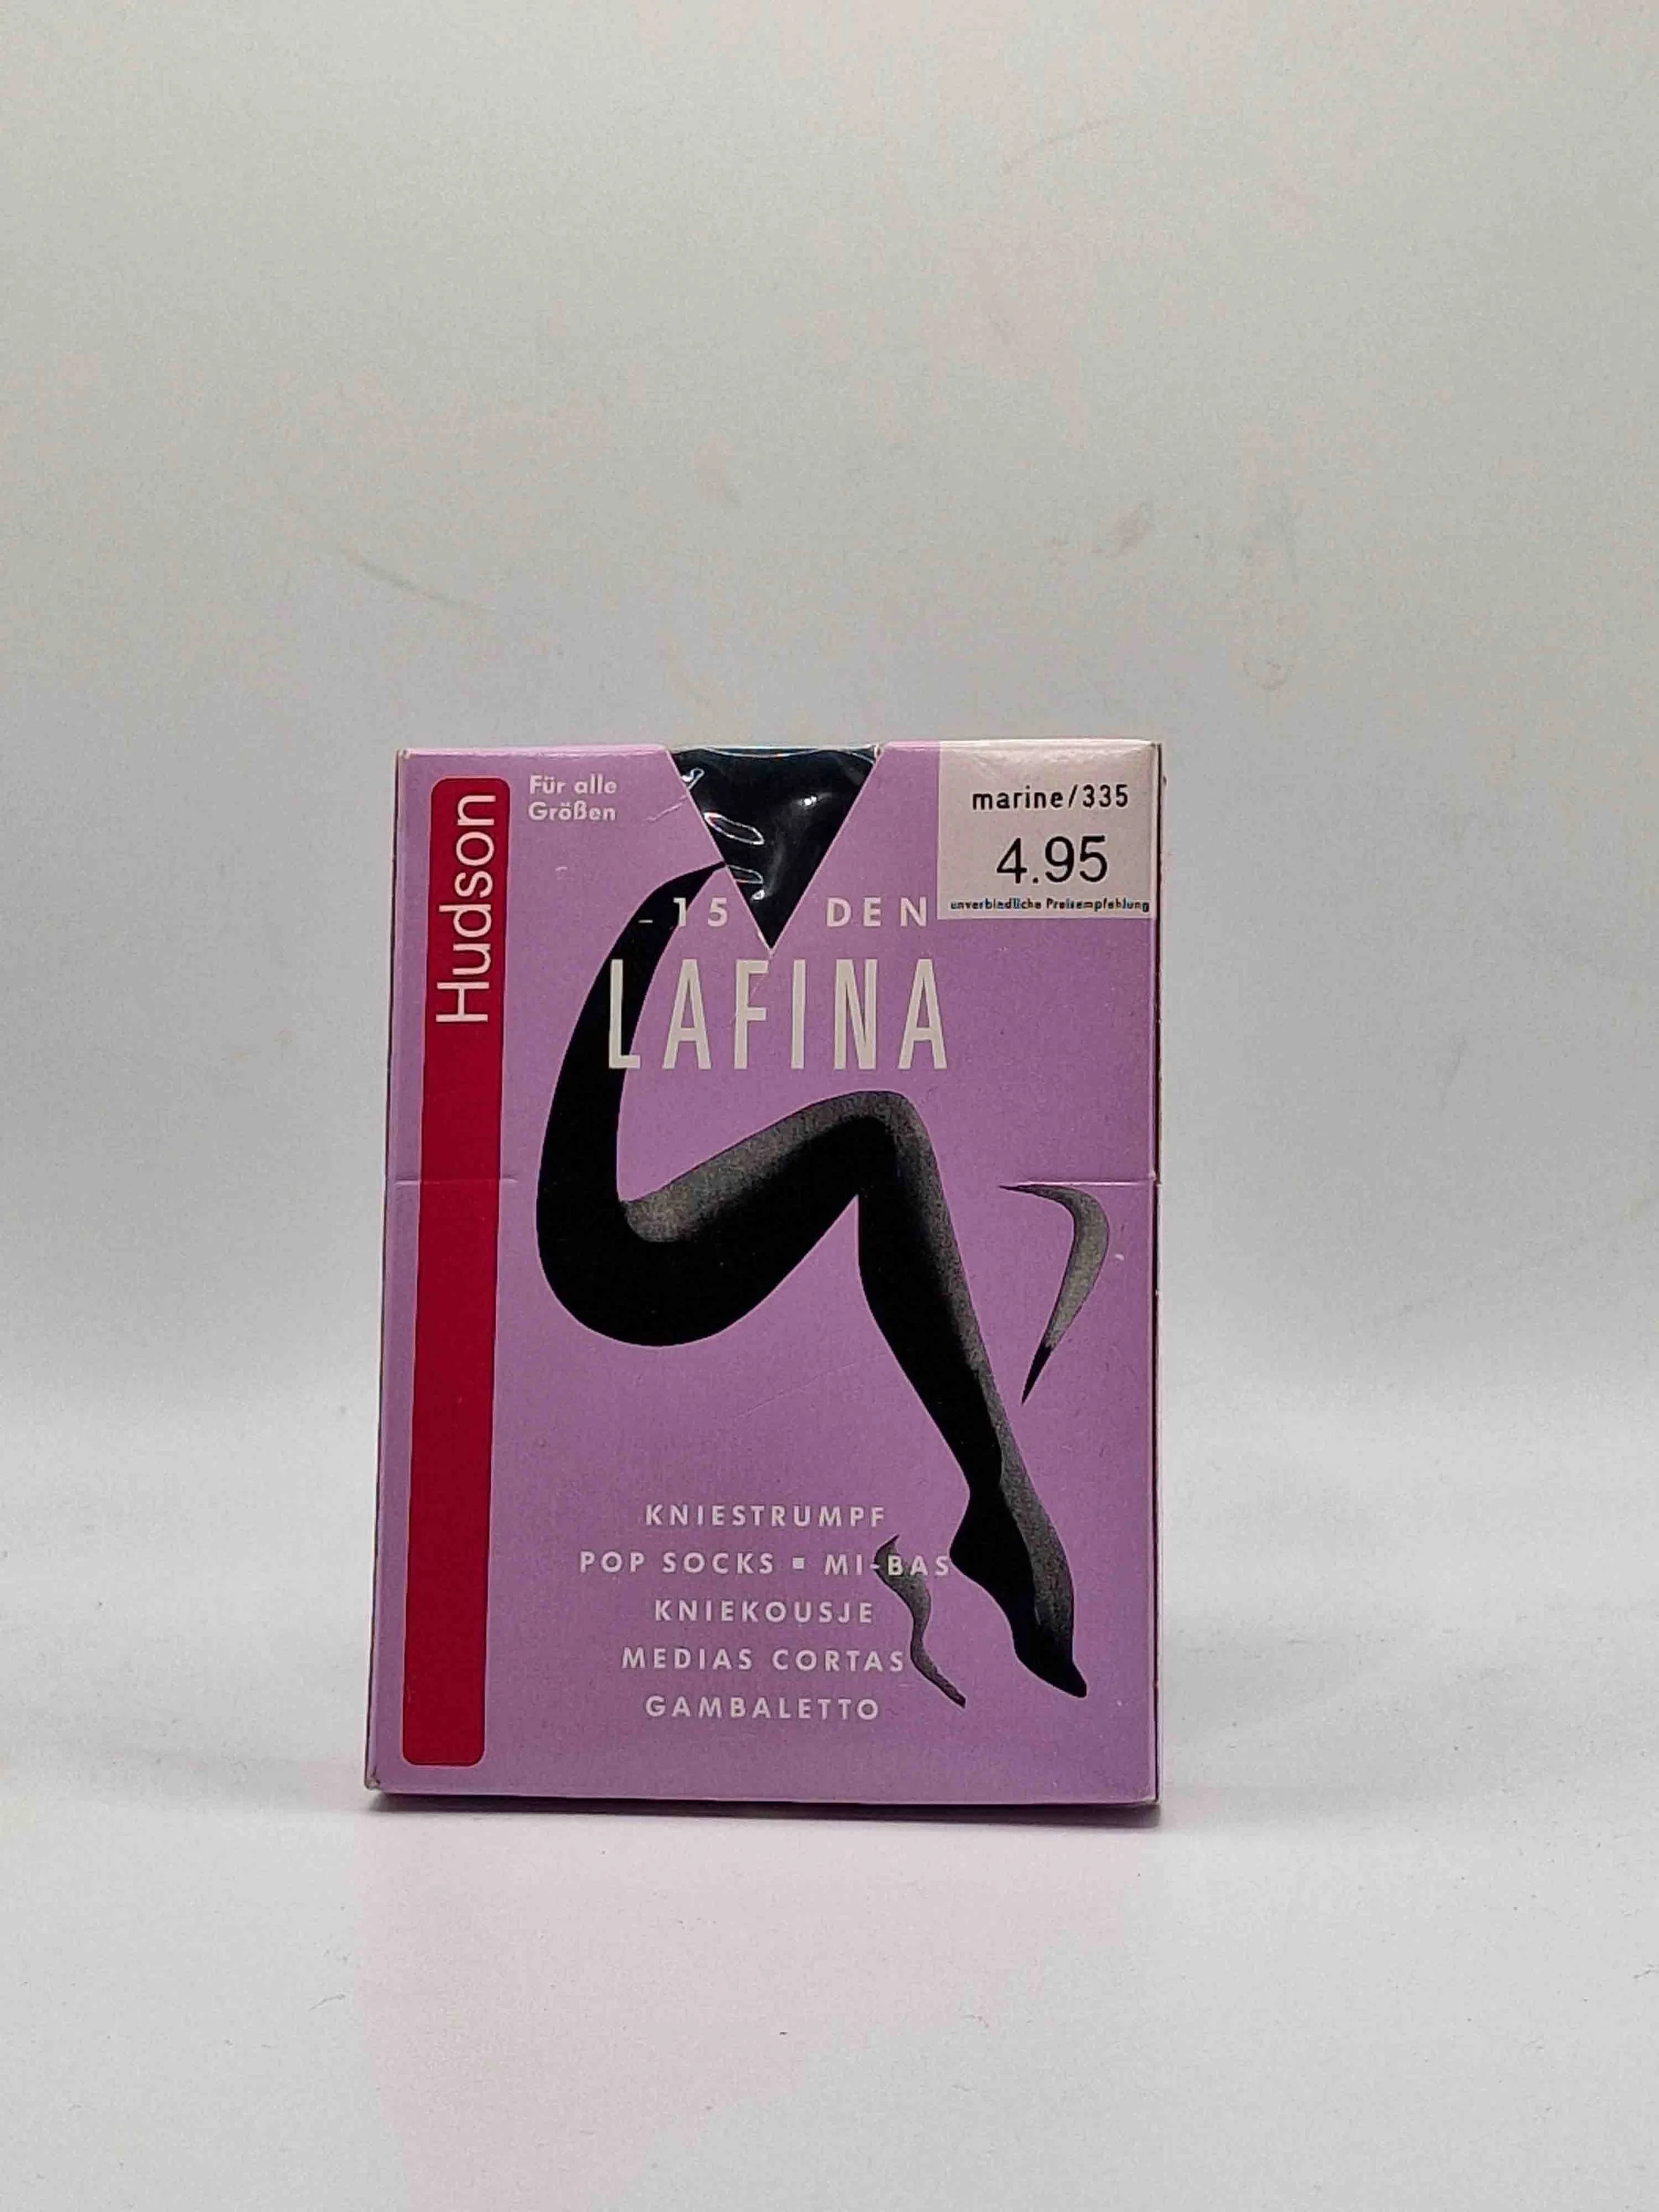 Hudson
Für alle
Größen
marine/335
4.95
unverbindliche Preisempfehlung
15 DEN
LAFINA
KNIESTRUMPF
POP SOCKS ▪ MI-BAS
KNIEKOUSJE
MEDIAS CORTAS
GAMBALETTO